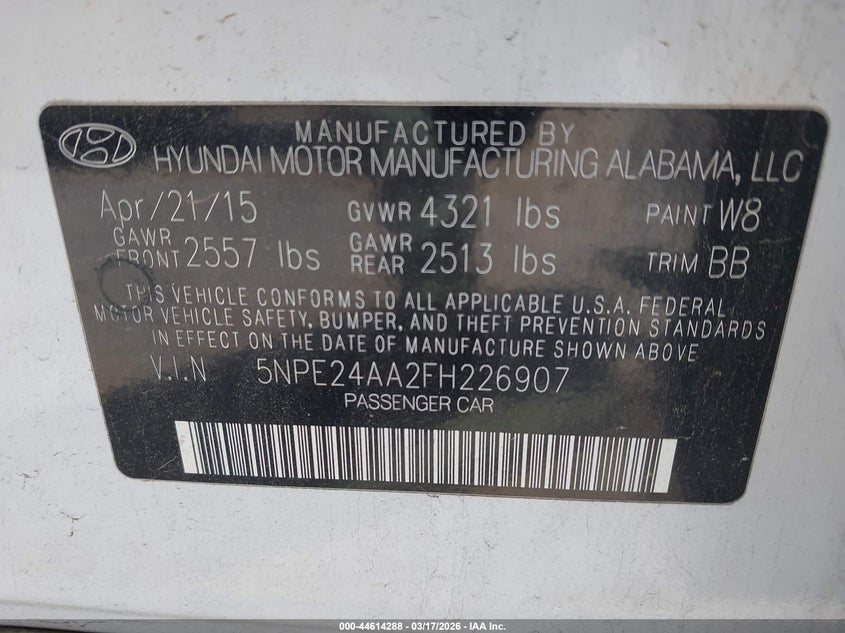 MANUFACTURED BY
HYUNDAI MOTOR MANUFACTURING ALABAMA, LLC
Apr/21/15 GVWR 4321 lbs PAINT W8
GAWR FRONT 2557 lbs GAWR REAR 2513 lbs TRIM BB
THIS VEHICLE CONFORMS TO ALL APPLICABLE U.S.A. FEDERAL
MOTOR VEHICLE SAFETY, BUMPER, AND THEFT PREVENTION STANDARDS
IN EFFECT ON THE DATE OF MANUFACTURE SHOWN ABOVE
V.I.N 5NPE24AA2FH226907
PASSENGER CAR
000-44614288 - 03/17/2026 - IAA Inc.